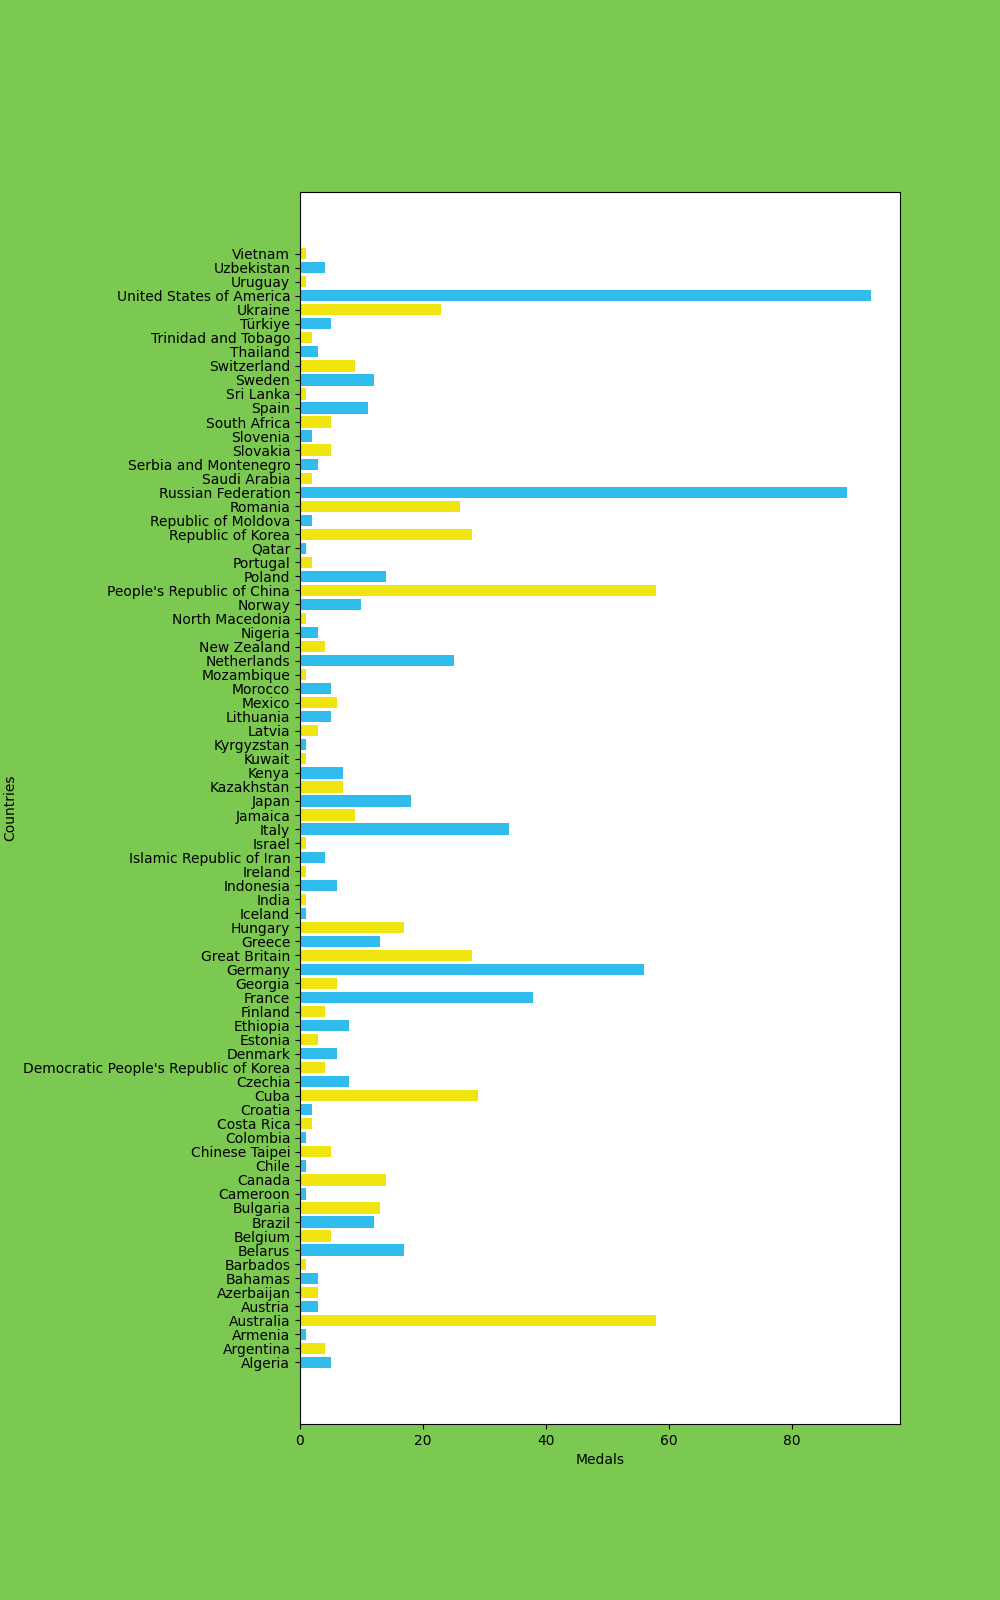 Vietnam
Uzbekistan
Uruguay
United States of America
Ukraine
Türkiye
Trinidad and Tobago
Thailand
Switzerland
Sweden
Sri Lanka
Spain
South Africa
Slovenia
Slovakia
Serbia and Montenegro
Saudi Arabia
Russian Federation
Romania
Republic of Moldova
Republic of Korea
Qatar
Portugal
Poland
People's Republic of China
Norway
North Macedonia
Nigeria
New Zealand
Netherlands
Mozambique
Morocco
Mexico
Lithuania
Latvia
Kyrgyzstan
Kuwait
Kenya
Kazakhstan
Japan
Jamaica
Italy
Israel
Islamic Republic of Iran
Ireland
Indonesia
India
Iceland
Hungary
Greece
Great Britain
Germany
Georgia
France
Finland
Ethiopia
Estonia
Denmark
Democratic People's Republic of Korea
Czechia
Cuba
Croatia
Costa Rica
Colombia
Chinese Taipei
Chile
Canada
Cameroon
Bulgaria
Brazil
Belgium
Belarus
Barbados
Bahamas
Azerbaijan
Austria
Australia
Armenia
Argentina
Algeria
Countries
0 20 40 60 80
Medals